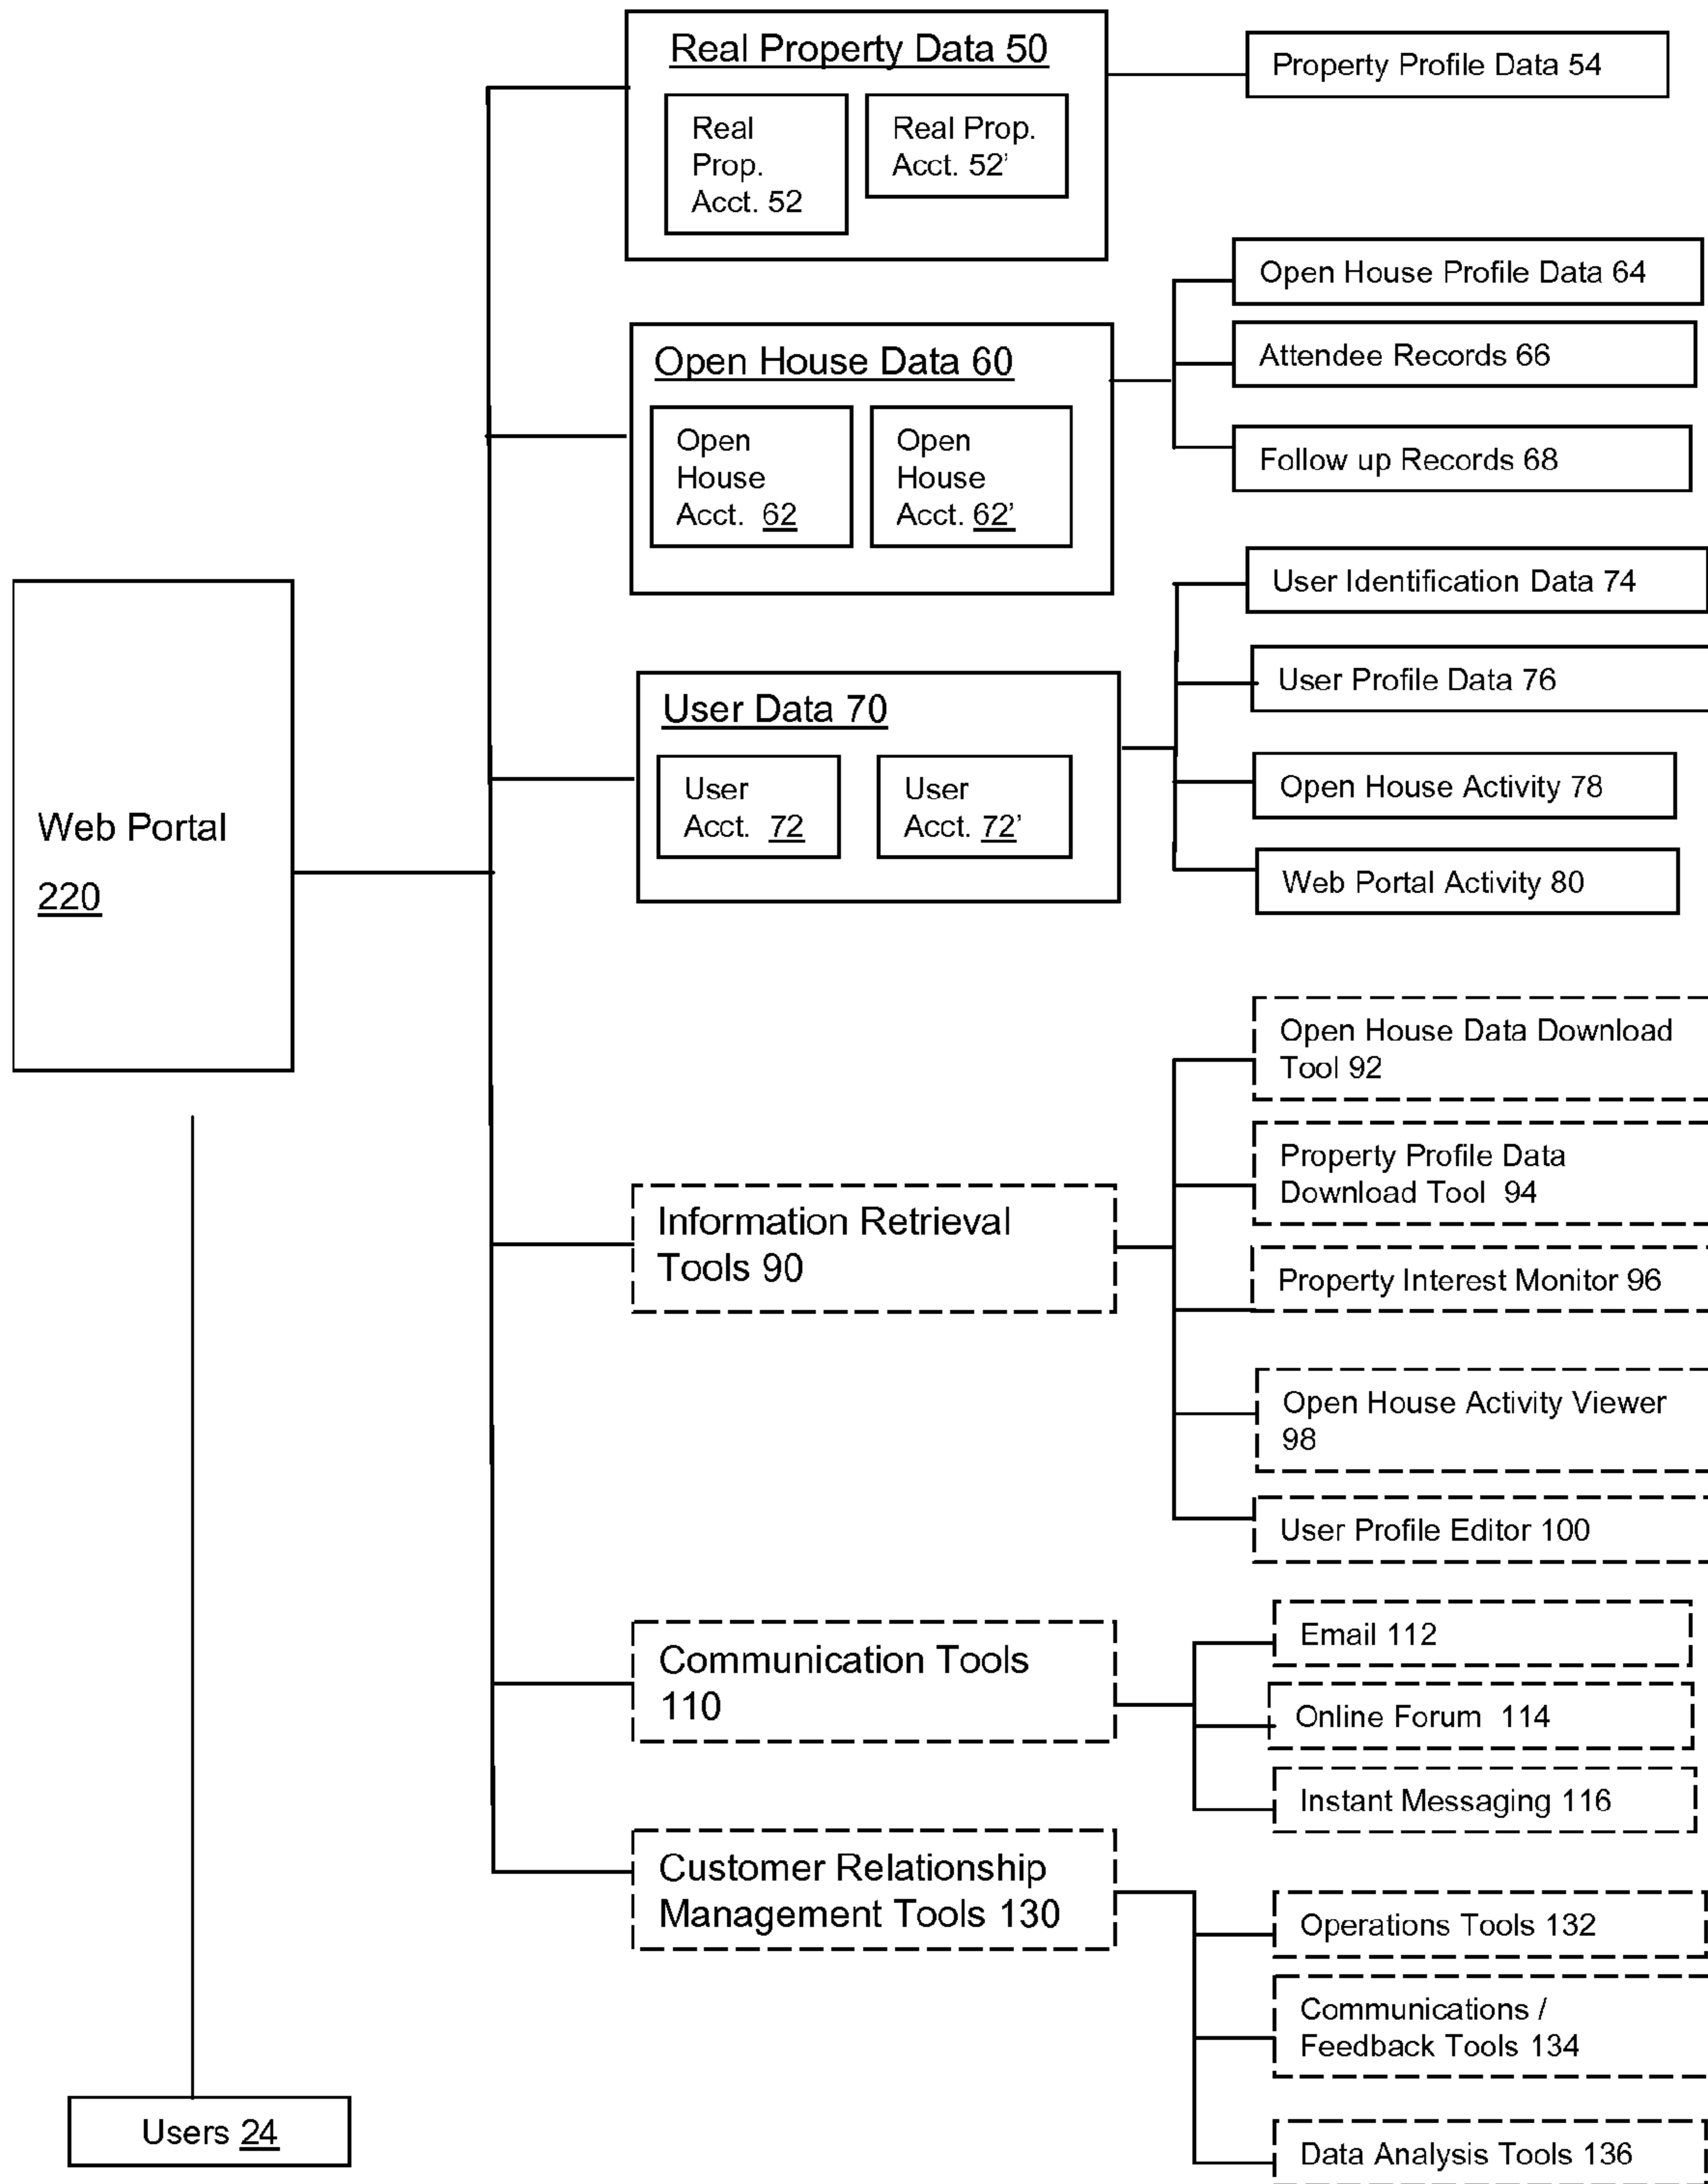 Real Property Data 50
Real
Prop.
Acct. 52
Real Prop.
Acct. 52'
Property Profile Data 54
Open House Data 60
Open
House
Acct. 62
Open
House
Acct. 62’
Open House Profile Data 64
Attendee Records 66
Follow up Records 68
User Data 70
User
Acct. 72
User
Acct. 72’
User Identification Data 74
User Profile Data 76
Open House Activity 78
Web Portal Activity 80
Web Portal
220
Information Retrieval
Tools 90
Open House Data Download
Tool 92
Property Profile Data
Download Tool 94
Property Interest Monitor 96
Open House Activity Viewer
98
User Profile Editor 100
Communication Tools
110
Email 112
Online Forum 114
Instant Messaging 116
Customer Relationship
Management Tools 130
Operations Tools 132
Communications /
Feedback Tools 134
Data Analysis Tools 136
Users 24